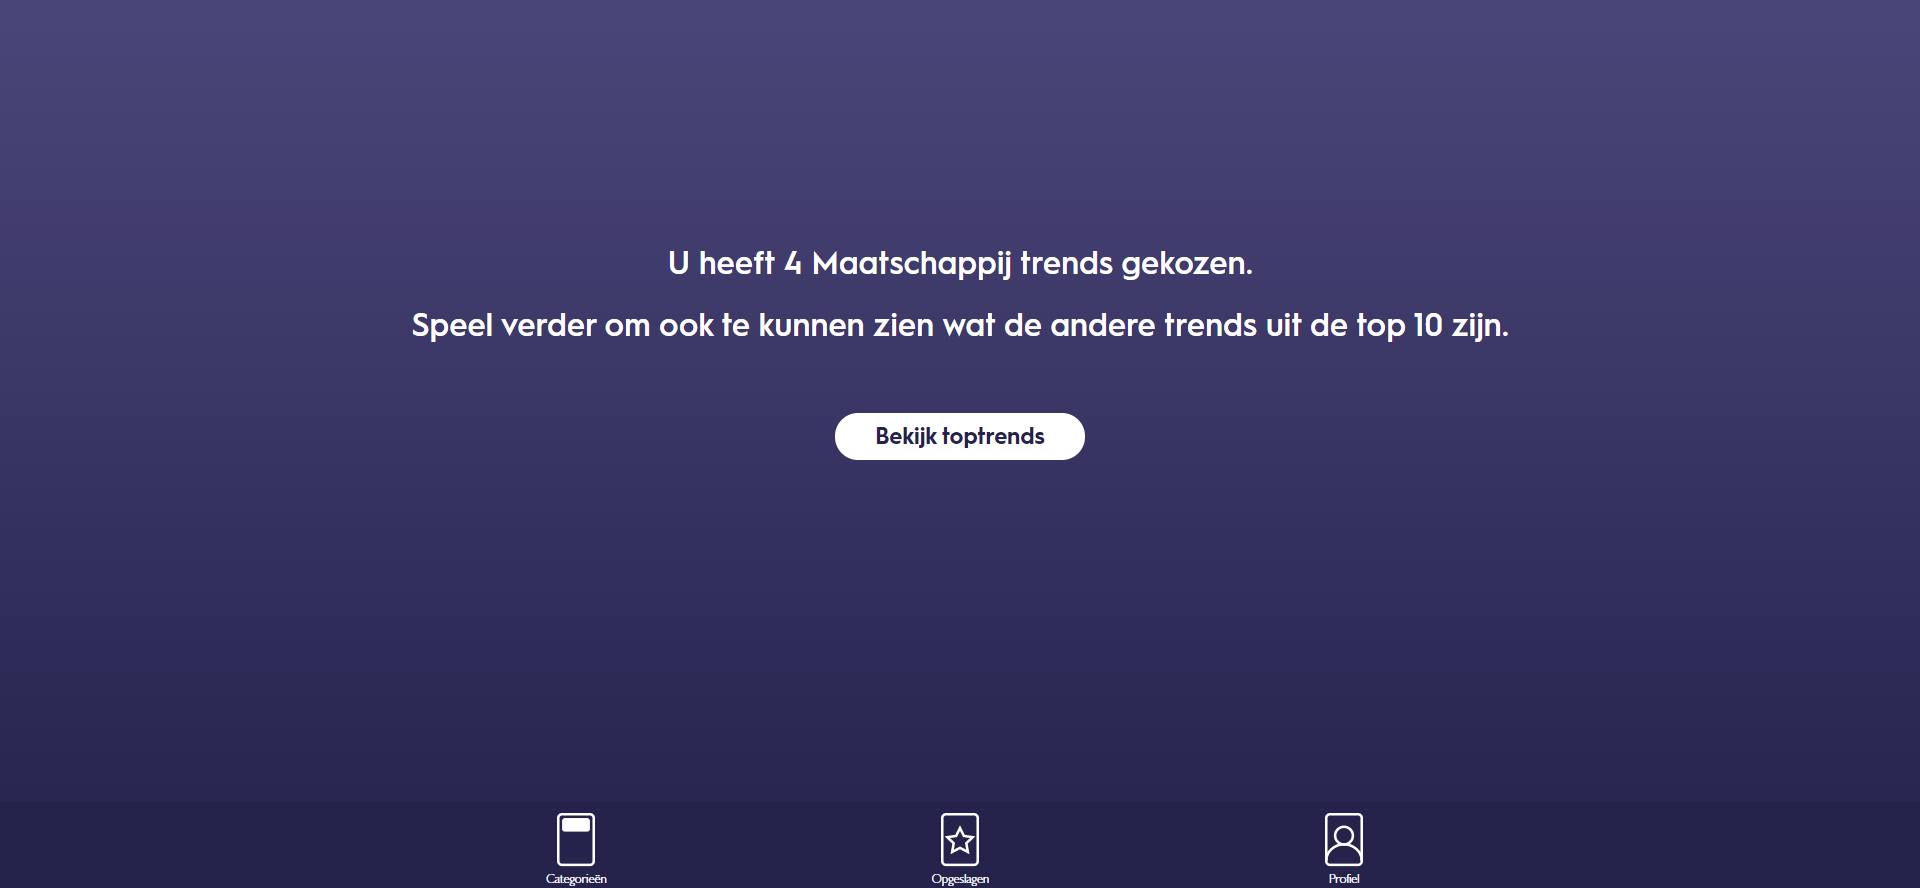 U heeft 4 Maatschappij trends gekozen.
Speel verder om ook te kunnen zien wat de andere trends uit de top 10 zijn.
Bekijk toptrends
Categorieën
Opgeslagen
Profiel